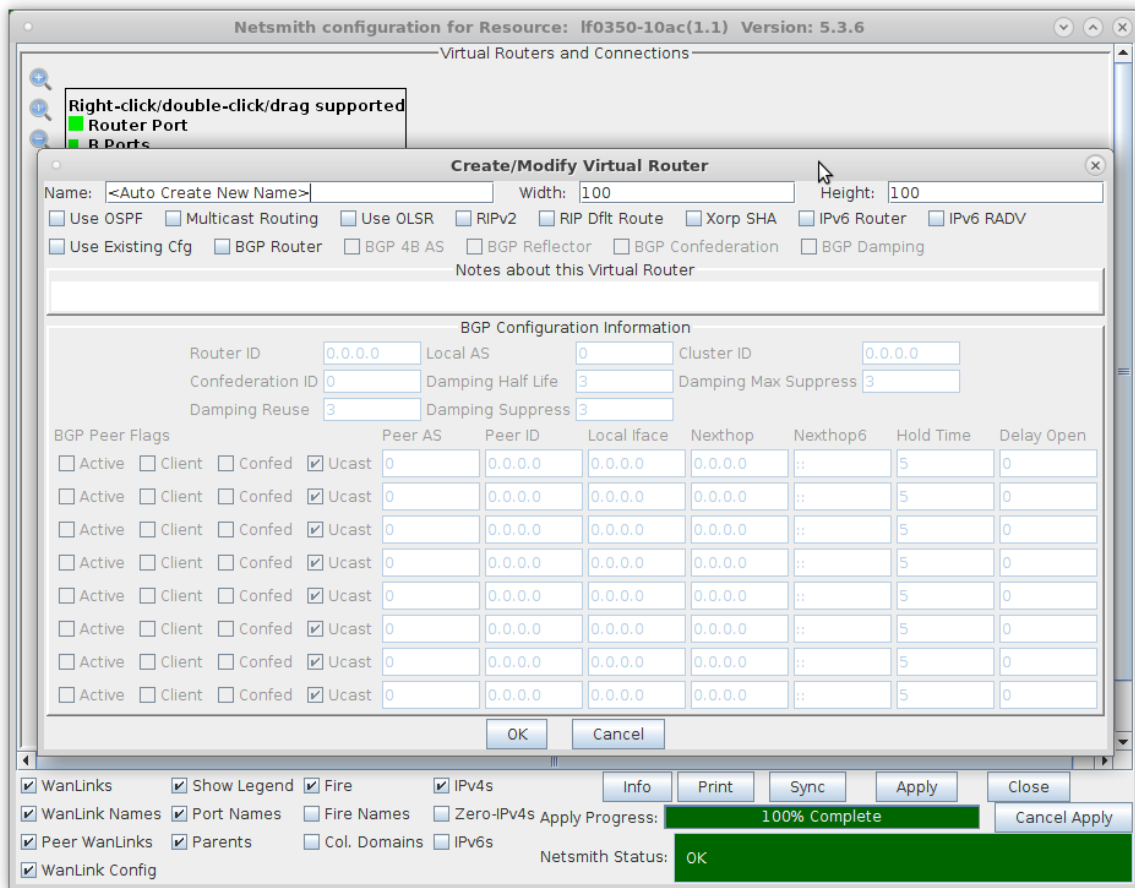 Netsmith configuration for Resource: lf0350-10ac(1.1) Version: 5.3.6
Virtual Routers and Connections
Right-click/double-click/drag supported
Router Port
R Ports
Create/Modify Virtual Router
Name: <Auto Create New Name> Width: 100 Height: 100
Use OSPF Multicast Routing Use OLSR RIPv2 RIP Dflt Route Xorp SHA IPv6 Router IPv6 RADV
Use Existing Cfg BGP Router BGP 4B AS BGP Reflector BGP Confederation BGP Damping
Notes about this Virtual Router
BGP Configuration Information
Router ID 0.0.0.0 Local AS 0 Cluster ID 0.0.0.0
Confederation ID 0 Damping Half Life 3 Damping Max Suppress 3
Damping Reuse 3 Damping Suppress 3
BGP Peer Flags Peer AS Peer ID Local Iface Nexthop Nexthop6 Hold Time Delay Open
Active Client Confed Ucast 0 0.0.0.0 0.0.0.0 0.0.0.0 :: 5 0
Active Client Confed Ucast 0 0.0.0.0 0.0.0.0 0.0.0.0 :: 5 0
Active Client Confed Ucast 0 0.0.0.0 0.0.0.0 0.0.0.0 :: 5 0
Active Client Confed Ucast 0 0.0.0.0 0.0.0.0 0.0.0.0 :: 5 0
Active Client Confed Ucast 0 0.0.0.0 0.0.0.0 0.0.0.0 :: 5 0
Active Client Confed Ucast 0 0.0.0.0 0.0.0.0 0.0.0.0 :: 5 0
Active Client Confed Ucast 0 0.0.0.0 0.0.0.0 0.0.0.0 :: 5 0
Active Client Confed Ucast 0 0.0.0.0 0.0.0.0 0.0.0.0 :: 5 0
OK Cancel
WanLinks Show Legend Fire IPv4s Info Print Sync Apply Close
WanLink Names Port Names Fire Names Zero-IPv4s Apply Progress: 100% Complete Cancel Apply
Peer WanLinks Parents Col. Domains IPv6s
Netsmith Status: OK
WanLink Config